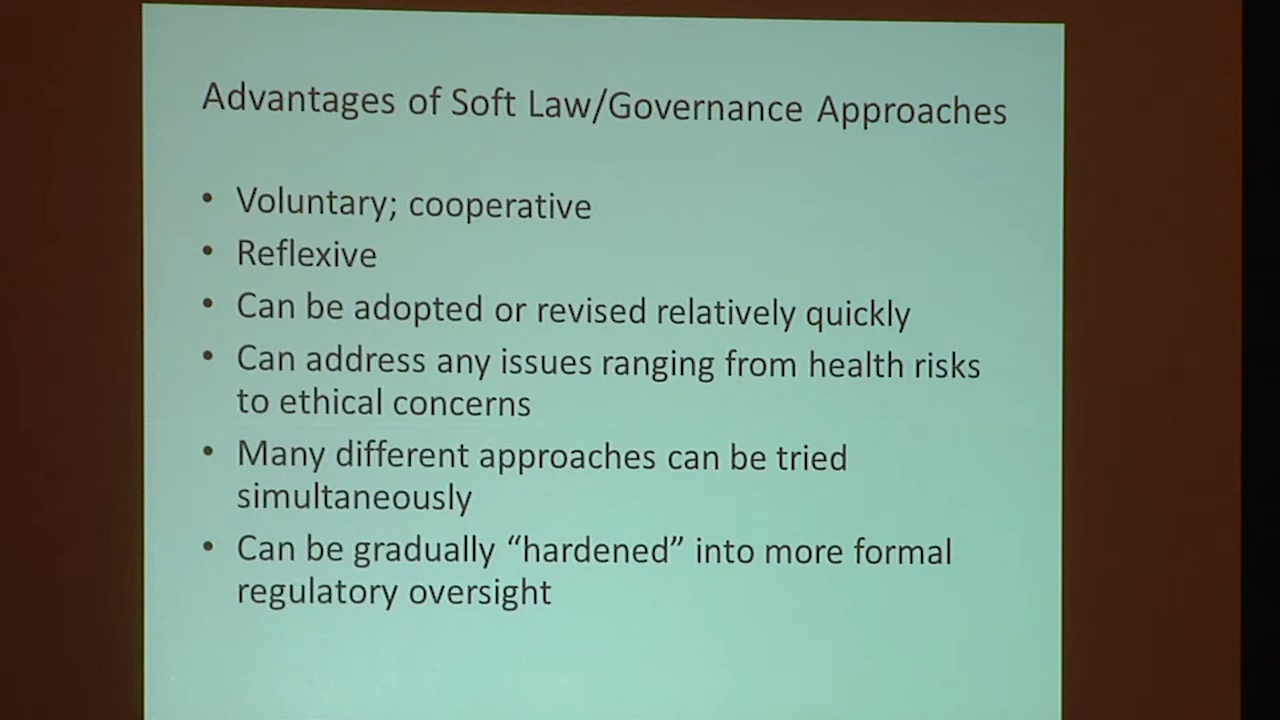 Advantages of Soft Law/Governance Approaches
• Voluntary; cooperative
• Reflexive
• Can be adopted or revised relatively quickly
• Can address any issues ranging from health risks
to ethical concerns
• Many different approaches can be tried
simultaneously
• Can be gradually “hardened” into more formal
regulatory oversight